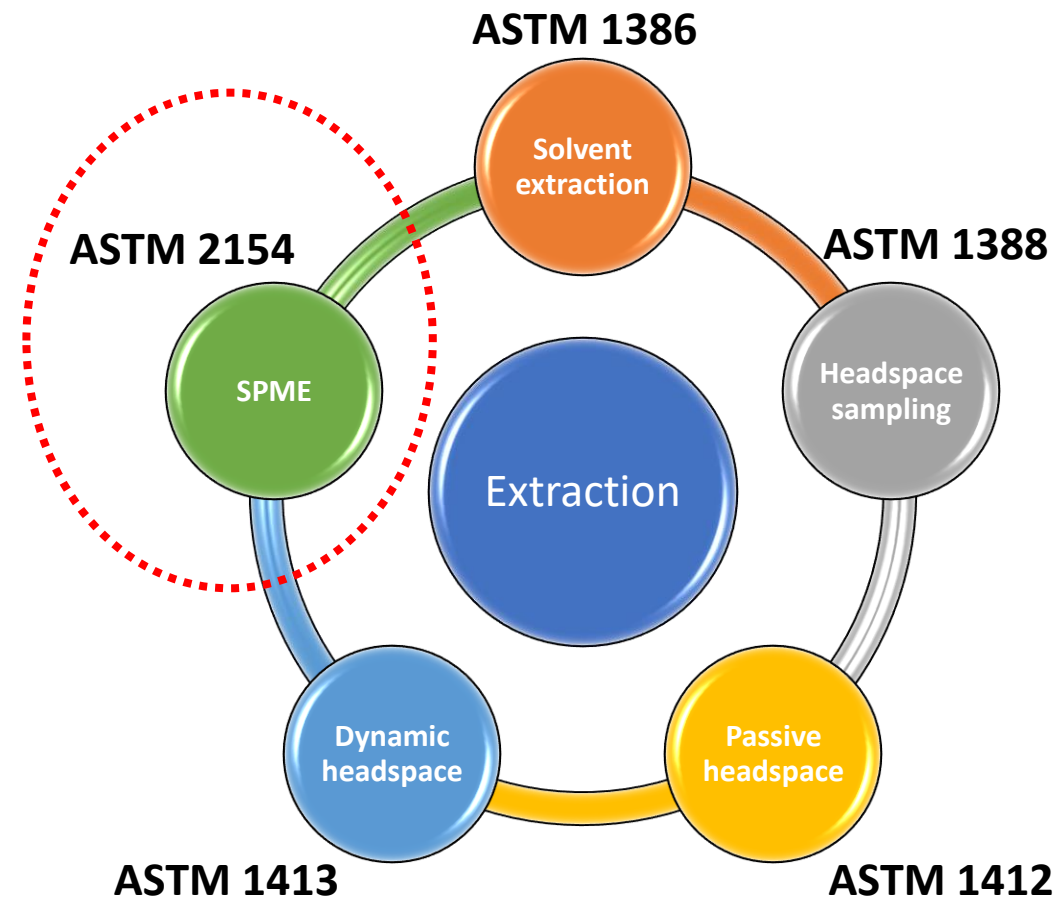 ASTM 1386
Solvent
extraction
ASTM 2154
ASTM 1388
SPME
Headspace
sampling
Extraction
Dynamic
headspace
Passive
headspace
ASTM 1413
ASTM 1412